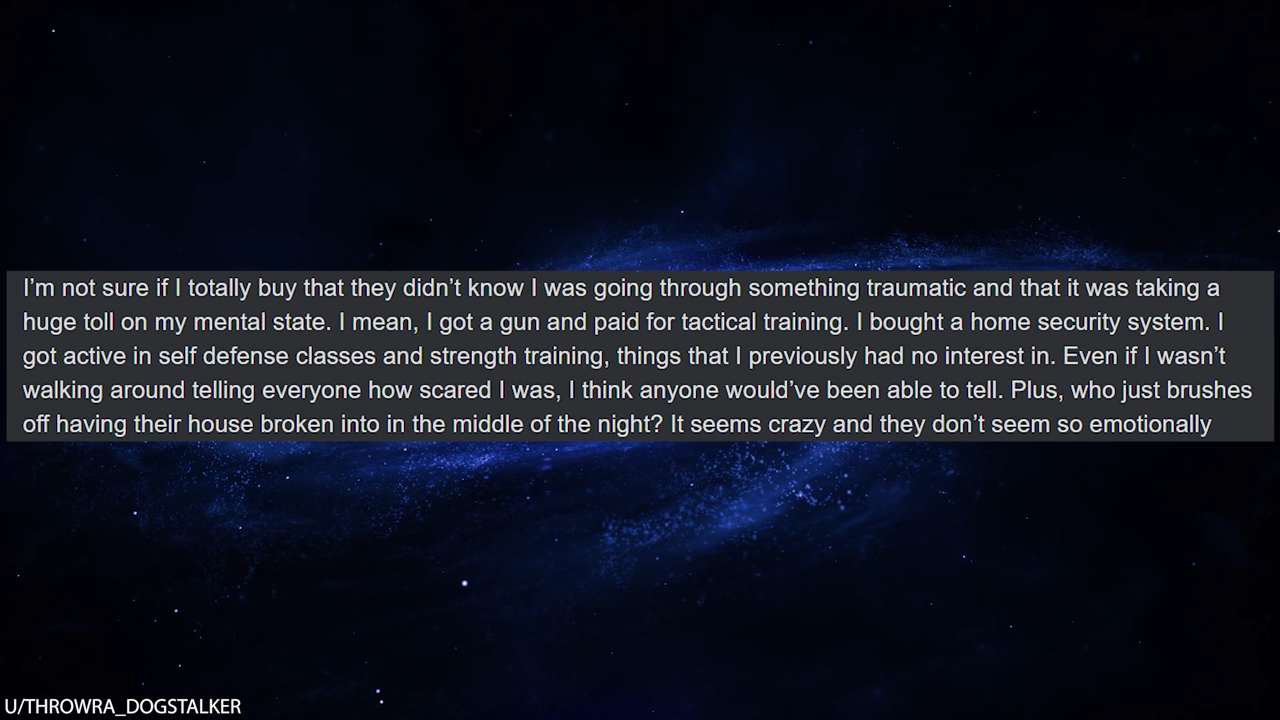 I’m not sure if I totally buy that they didn’t know I was going through something traumatic and that it was taking a
huge toll on my mental state. I mean, I got a gun and paid for tactical training. I bought a home security system. I
got active in self defense classes and strength training, things that I previously had no interest in. Even if I wasn’t
walking around telling everyone how scared I was, I think anyone would’ve been able to tell. Plus, who just brushes
off having their house broken into in the middle of the night? It seems crazy and they don’t seem so emotionally
U/THROWRA_DOGSTALKER